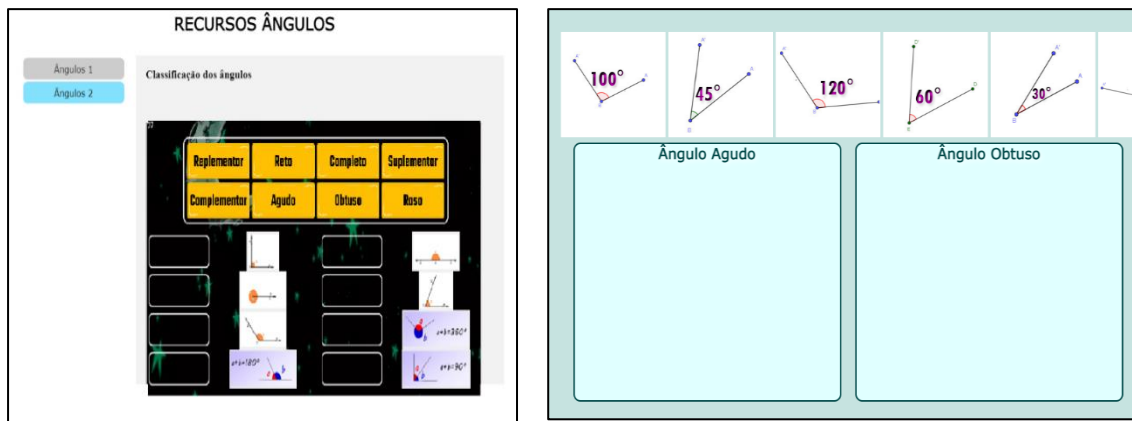 RECURSOS ÂNGULOS
Ângulos 1
Ângulos 2
Classificação dos ângulos
Replementar Reto Completo Suplementar
Complementar Agudo Obtuso Raso
a+b=360°
a+b=180°
a+b=90°
100° 45° 120° 60° 30°
Ângulo Agudo Ângulo Obtuso